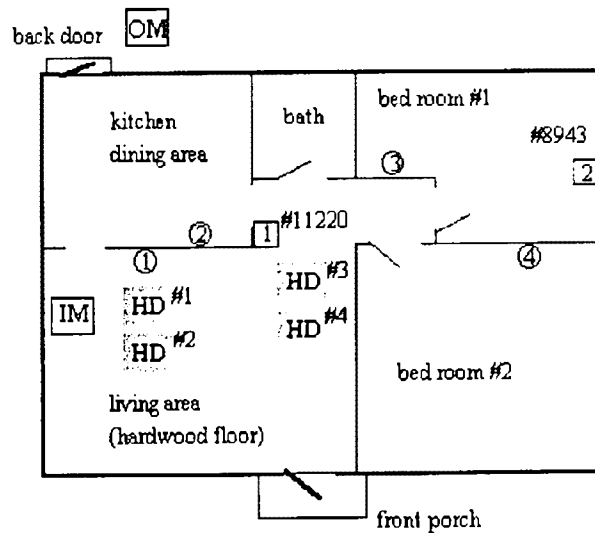 OM
back door
bed room #1
kitchen
dining area
bath
#8943
3
2
2
1
#11220
1
4
HD #1
HD #3
IM
HD #2
HD #4
bed room #2
living area
(hardwood floor)
front porch